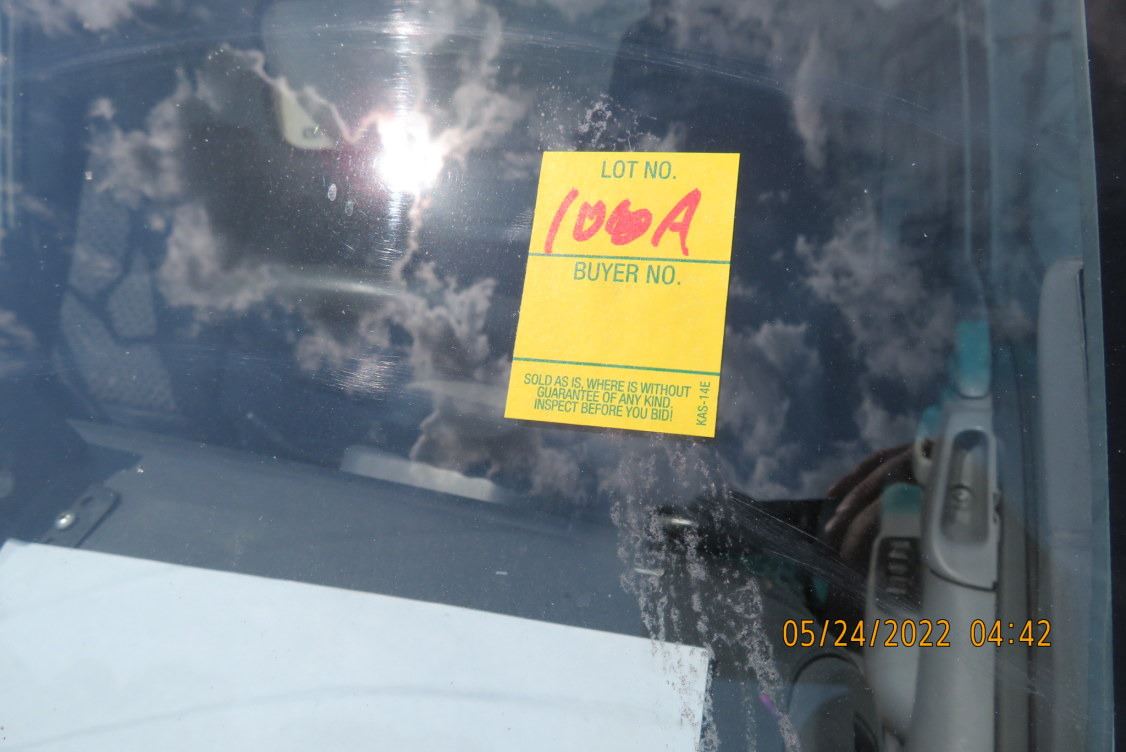 LOT NO.
100A
BUYER NO.
SOLD AS IS, WHERE IS WITHOUT
GUARANTEE OF ANY KIND.
INSPECT BEFORE YOU BID!
KAS-14E
05/24/2022 04:42